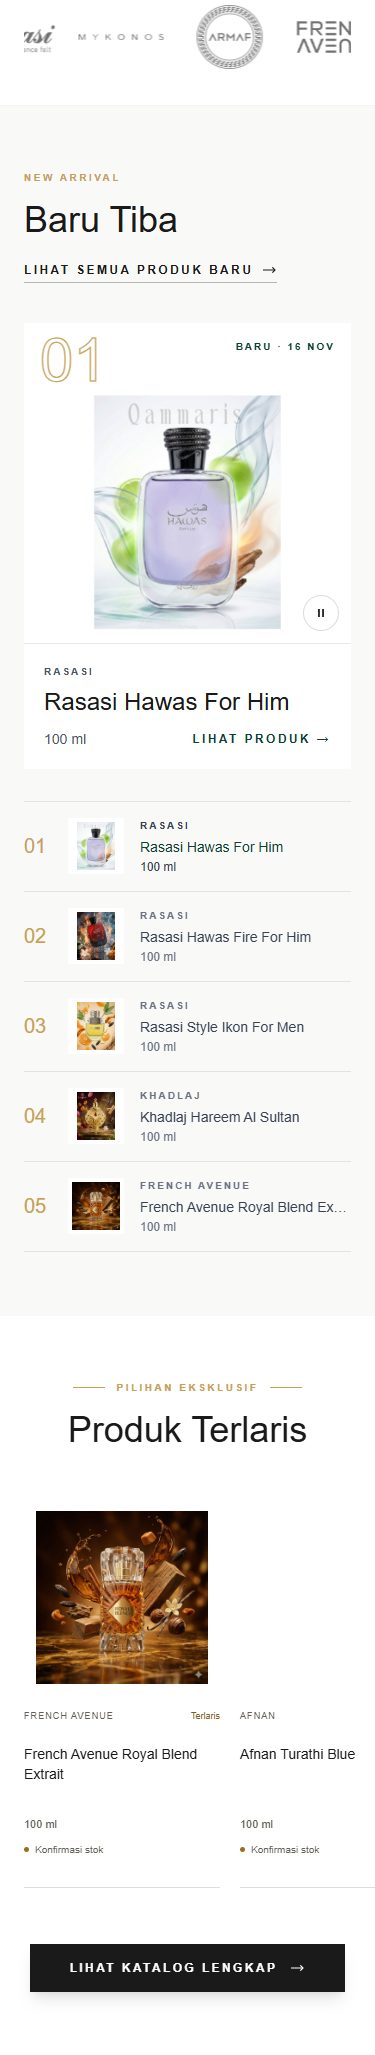 asi
nce fait
MYKONOS
ARMAF
FREN
AVEN
NEW ARRIVAL
Baru Tiba
LIHAT SEMUA PRODUK BARU →
01
BARU · 16 NOV
Qammaris
هوس
HAWAS
RASASI
Rasasi Hawas For Him
100 ml
LIHAT PRODUK →
01
RASASI
Rasasi Hawas For Him
100 ml
02
RASASI
Rasasi Hawas Fire For Him
100 ml
03
RASASI
Rasasi Style Ikon For Men
100 ml
04
KHADLAJ
Khadlaj Hareem Al Sultan
100 ml
05
FRENCH AVENUE
French Avenue Royal Blend Ex...
100 ml
PILIHAN EKSKLUSIF
Produk Terlaris
FRENCH AVENUE
Terlaris
French Avenue Royal Blend
Extrait
100 ml
Konfirmasi stok
AFNAN
Afnan Turathi Blue
100 ml
Konfirmasi stok
LIHAT KATALOG LENGKAP →